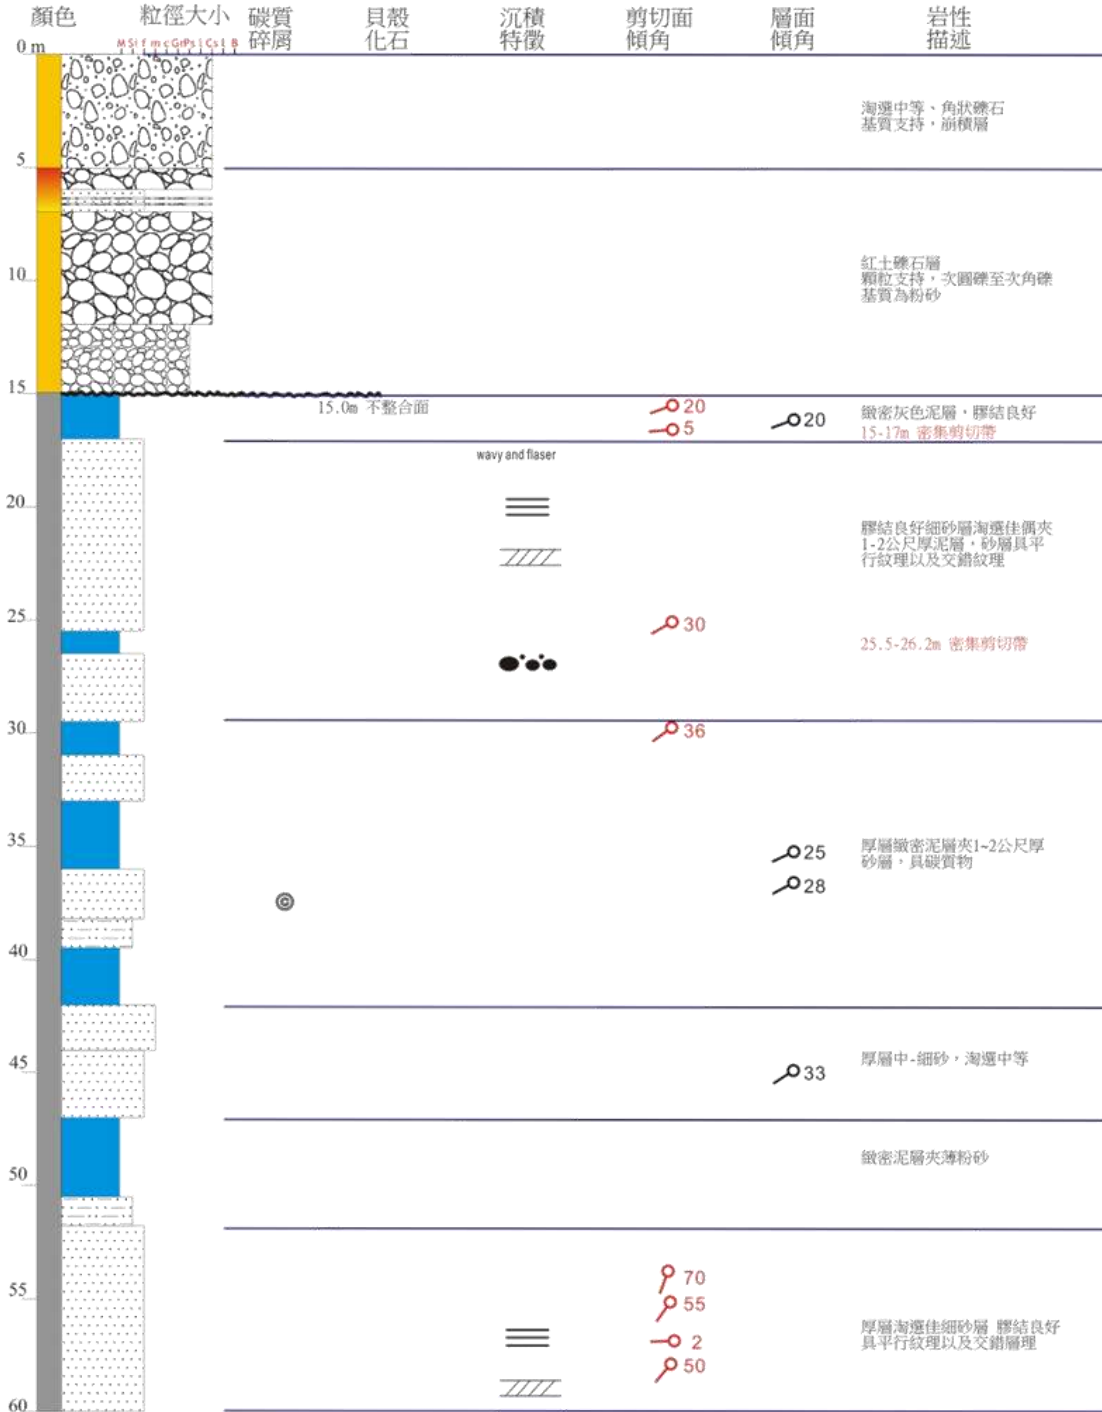 顏色 粒徑大小 碳質碎屑 貝殼化石 沉積特徵 剪切面傾角 層面傾角 岩性描述
M Si f m c Gr Ps l Cs l B
0 m
淘選中等、角狀礫石
基質支持，崩積層
5
紅土礫石層
顆粒支持，次圓礫至次角礫
基質為粉砂
10
15
15.0m 不整合面
20
5
20
緻密灰色泥層，膠結良好
15-17m 密集剪切帶
wavy and flaser
20
膠結良好細砂層淘選佳偶夾
1-2公尺厚泥層，砂層具平
行紋理以及交錯紋理
25
30
25.5-26.2m 密集剪切帶
30
36
35
25
28
厚層緻密泥層夾1~2公尺厚
砂層，具碳質物
©
40
45
33
厚層中-細砂，淘選中等
50
緻密泥層夾薄粉砂
55
70
55
2
50
厚層淘選佳細砂層 膠結良好
具平行紋理以及交錯層理
60